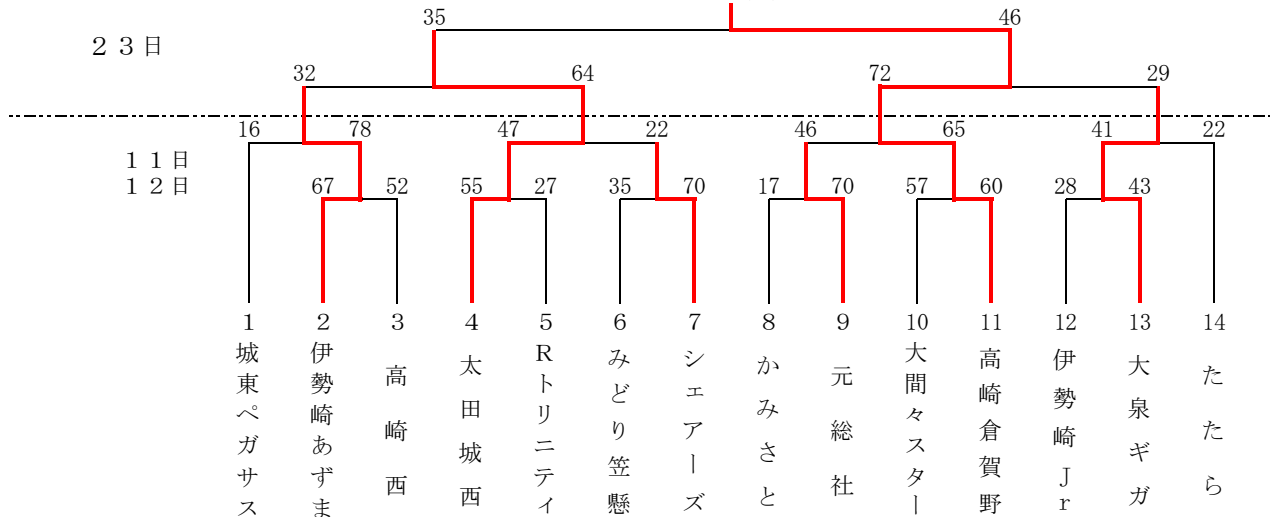 35 46
２３日
32 64 72 29
16 78 47 22 46 65 41 22
１１日
１２日
67 52 55 27 35 70 17 70 57 60 28 43
1 2 3 4 5 6 7 8 9 10 11 12 13 14
城東ペガサス
伊勢崎あずま
高崎西
太田城西
Rトリニティ
みどり笠懸
シェアーズ
かみさと
元総社
大間々スター
高崎倉賀野
伊勢崎Jr
大泉ギガ
たたら